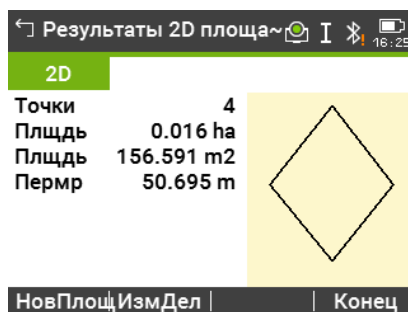 Результаты 2D площа~
16:25
2D
Точки 4
Плщдь 0.016 ha
Плщдь 156.591 m2
Пермр 50.695 m
НовПлощ ИзмДел Конец